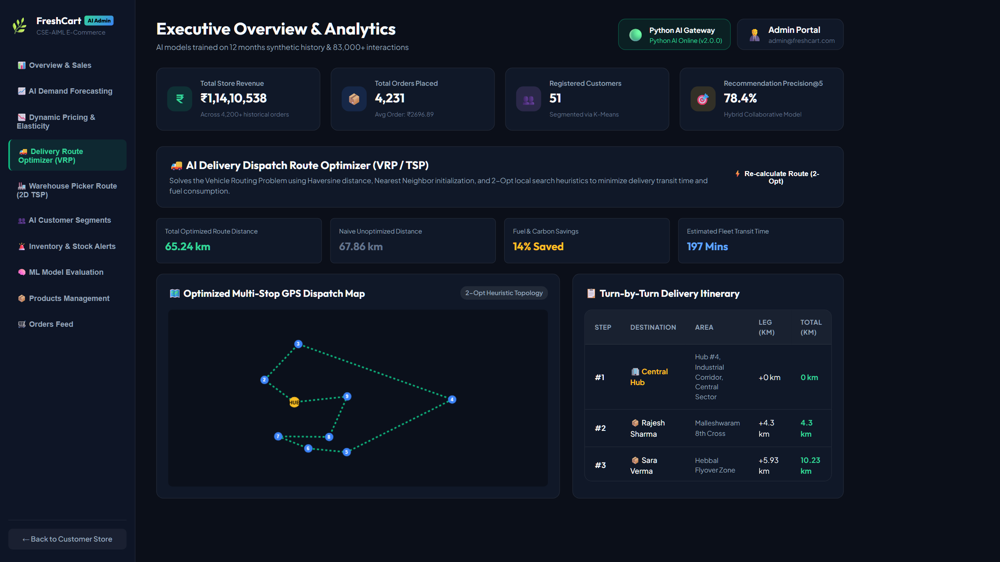 FreshCart AI Admin
CSE-AIML E-Commerce
Overview & Sales
AI Demand Forecasting
Dynamic Pricing &
Elasticity
Delivery Route
Optimizer (VRP)
Warehouse Picker Route
(2D TSP)
AI Customer Segments
Inventory & Stock Alerts
ML Model Evaluation
Products Management
Orders Feed
← Back to Customer Store
Executive Overview & Analytics
AI models trained on 12 months synthetic history & 83,000+ interactions
Python AI Gateway
Python AI Online (v2.0.0)
Admin Portal
admin@freshcart.com
₹
Total Store Revenue
₹1,14,10,538
Across 4,200+ historical orders
Total Orders Placed
4,231
Avg Order: ₹2696.89
Registered Customers
51
Segmented via K-Means
Recommendation Precision@5
78.4%
Hybrid Collaborative Model
AI Delivery Dispatch Route Optimizer (VRP / TSP)
Solves the Vehicle Routing Problem using Haversine distance, Nearest Neighbor initialization, and 2-Opt local search heuristics to minimize delivery transit time and
fuel consumption.
Re-calculate Route (2-
Opt)
Total Optimized Route Distance
65.24 km
Naive Unoptimized Distance
67.86 km
Fuel & Carbon Savings
14% Saved
Estimated Fleet Transit Time
197 Mins
Optimized Multi-Stop GPS Dispatch Map
2-Opt Heuristic Topology
3
2
9
4
HUB
7
8
6
5
Turn-by-Turn Delivery Itinerary
STEP DESTINATION AREA LEG (KM) TOTAL (KM)
#1
Central
Hub
Hub #4,
Industrial
Corridor,
Central
Sector
+0 km
0 km
#2
Rajesh
Sharma
Malleshwaram
8th Cross
+4.3
km
4.3
km
#3
Sara
Verma
Hebbal
Flyover Zone
+5.93
km
10.23
km